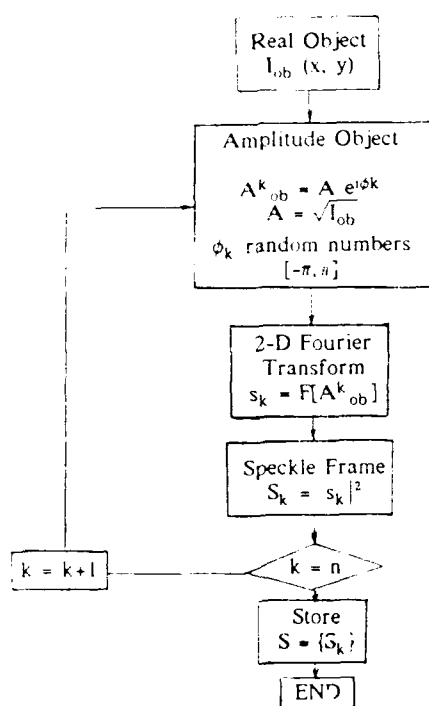 Real Object
I_ob (x, y)
Amplitude Object
A^k_ob = A e^iϕk
A = √I_ob
ϕ_k random numbers
[-π, π]
2-D Fourier
Transform
s_k = F[A^k_ob]
Speckle Frame
S_k = s_k|^2
k = k+1
k = n
Store
S = {S_k}
END